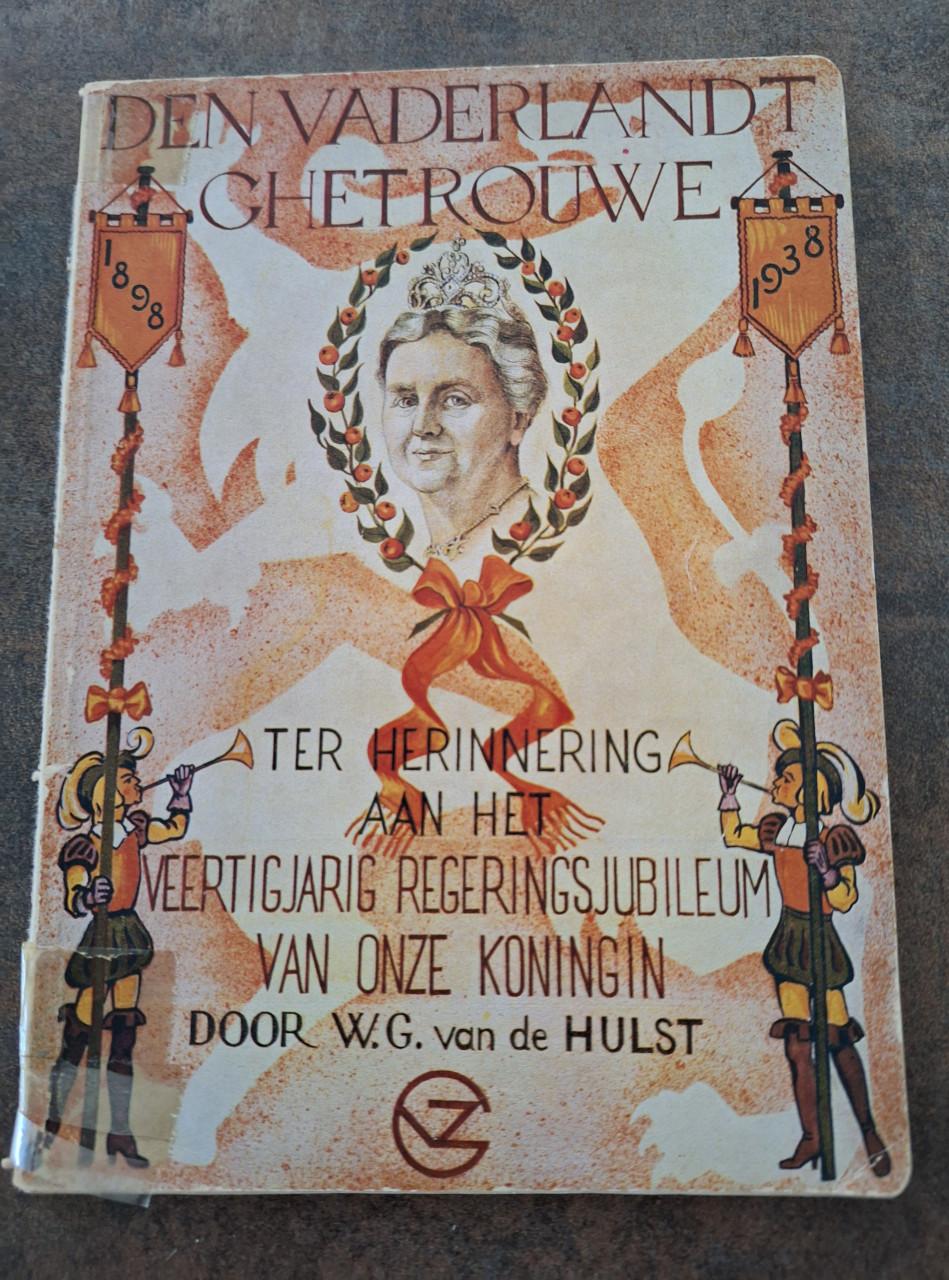 DEN VADERLANDT
GHETROUWE
1898
1938
TER HERINNERING
AAN HET
VEERTIGJARIG REGERINGSJUBILEUM
VAN ONZE KONINGIN
DOOR W.G. van de HULST